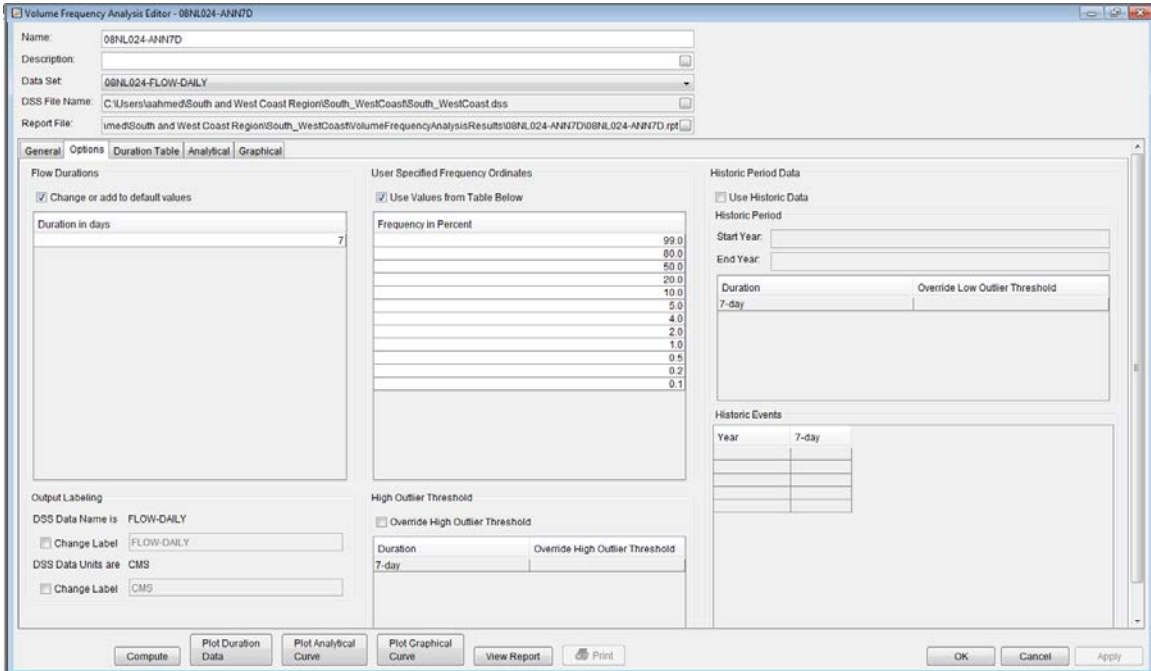 Volume Frequency Analysis Editor - 08NL024-ANN7D
Name: 08NL024-ANN7D
Description:
Data Set: 08NL024-FLOW-DAILY
DSS File Name: C:\Users\aahmed\South and West Coast Region\South_WestCoast\South_WestCoast.dss
Report File: ımed\South and West Coast Region\South_WestCoast\VolumeFrequencyAnalysisResults\08NL024-ANN7D\08NL024-ANN7D.rpt
General Options Duration Table Analytical Graphical
Flow Durations
Change or add to default values
Duration in days
7
User Specified Frequency Ordinates
Use Values from Table Below
Frequency in Percent
99.0
80.0
50.0
20.0
10.0
5.0
4.0
2.0
1.0
0.5
0.2
0.1
Historic Period Data
Use Historic Data
Historic Period
Start Year:
End Year:
Duration Override Low Outlier Threshold
7-day
Historic Events
Year 7-day
Output Labeling
DSS Data Name is FLOW-DAILY
Change Label FLOW-DAILY
DSS Data Units are CMS
Change Label CMS
High Outlier Threshold
Override High Outlier Threshold
Duration Override High Outlier Threshold
7-day
Compute
Plot Duration
Data
Plot Analytical
Curve
Plot Graphical
Curve
View Report
Print
OK
Cancel
Apply